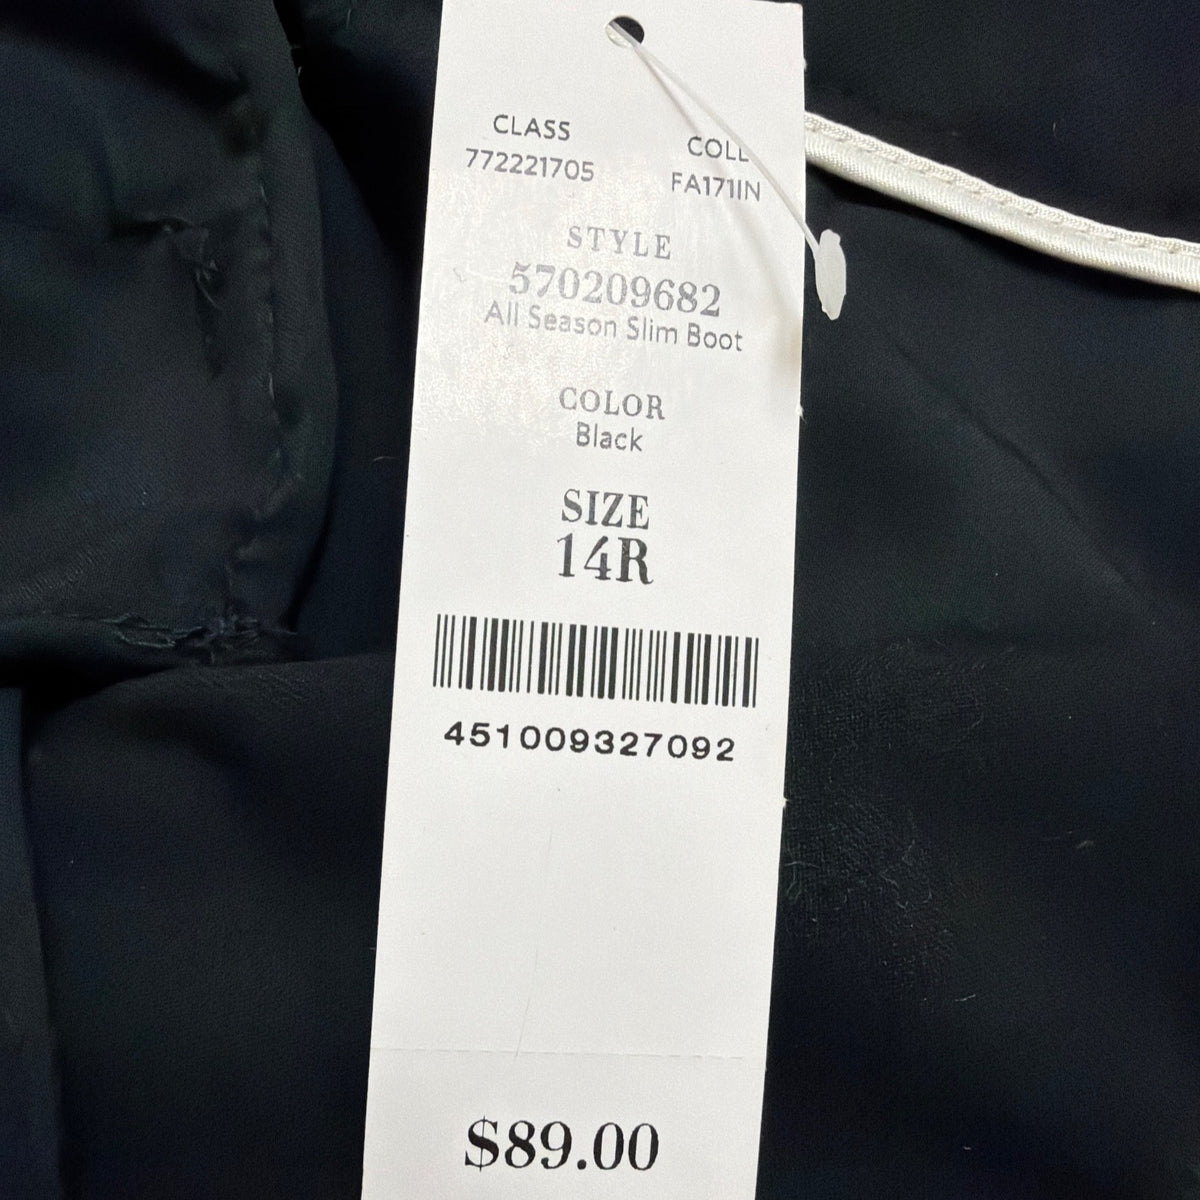 CLASS
772221705
COLL
FA171IN
STYLE
570209682
All Season Slim Boot
COLOR
Black
SIZE
14R
451009327092
$89.00